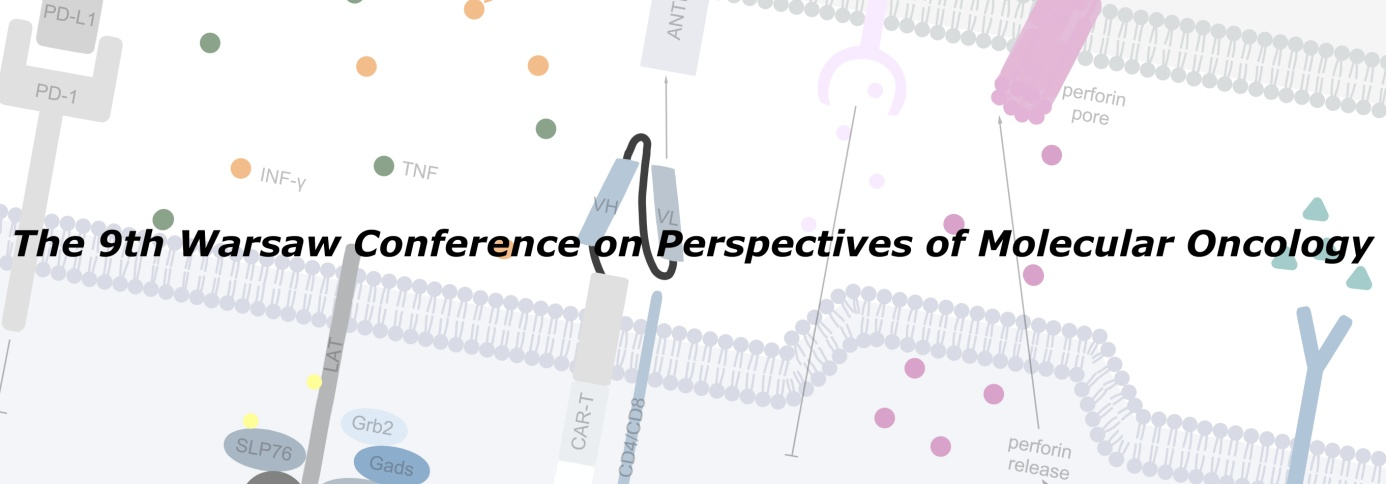 PD-L1
PD-1
INF-γ
TNF
VH
VL
perforin
pore
The 9th Warsaw Conference on Perspectives of Molecular Oncology
LAT
SLP76
Grb2
Gads
CAR-T
CD4/CD8
perforin
release